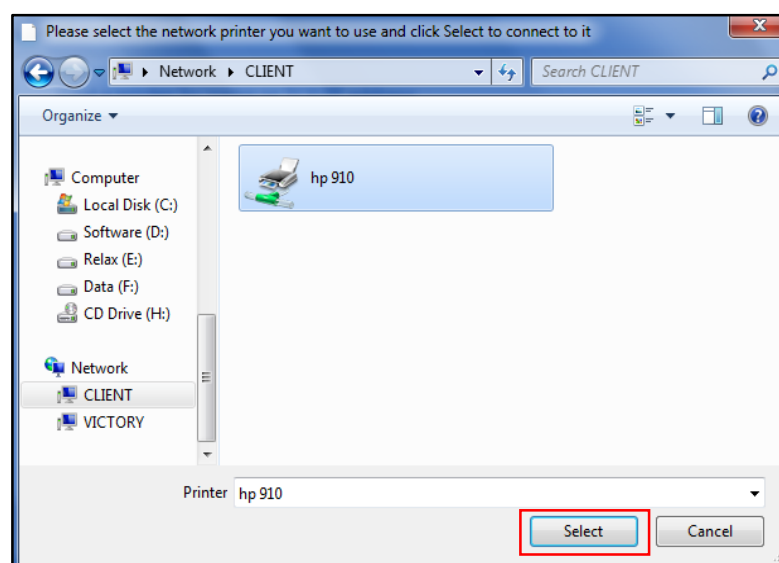 Please select the network printer you want to use and click Select to connect to it
Network CLIENT Search CLIENT
Organize
Computer
Local Disk (C:)
Software (D:)
Relax (E:)
Data (F:)
CD Drive (H:)
Network
CLIENT
VICTORY
hp 910
Printer hp 910
Select Cancel